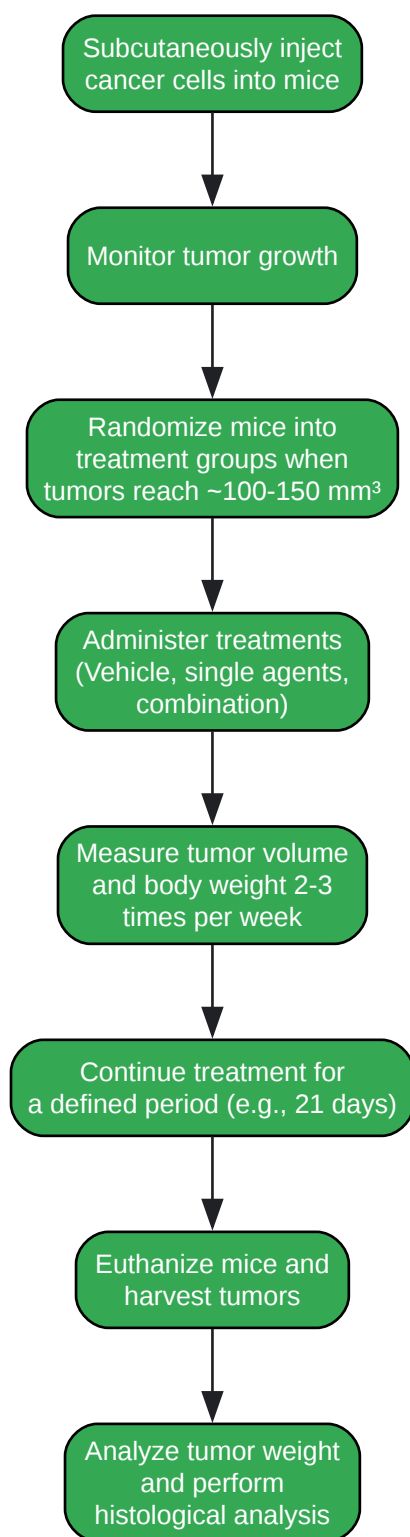 Subcutaneously inject
cancer cells into mice
Monitor tumor growth
Randomize mice into
treatment groups when
tumors reach ~100-150 mm³
Administer treatments
(Vehicle, single agents,
combination)
Measure tumor volume
and body weight 2-3
times per week
Continue treatment for
a defined period (e.g., 21 days)
Euthanize mice and
harvest tumors
Analyze tumor weight
and perform
histological analysis